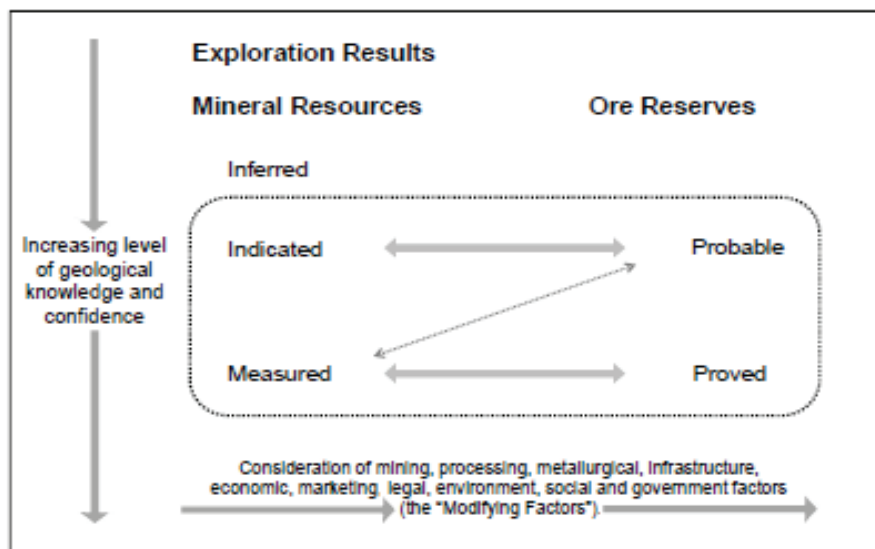 Exploration Results
Mineral Resources
Ore Reserves
Inferred
Increasing level
of geological
knowledge and
confidence
Indicated
Probable
Measured
Proved
Consideration of mining, processing, metallurgical, infrastructure,
economic, marketing, legal, environment, social and government factors
(the "Modifying Factors").